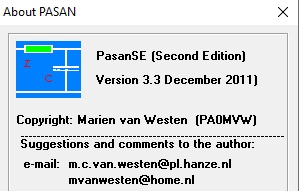 About PASAN
Z
C
PasanSE (Second Edition)
Version 3.3 December 2011)
Copyright: Marien van Westen (PA0MVW)
Suggestions and comments to the author:
e-mail: m.c.van.westen@pl.hanze.nl
mvanwesten@home.nl